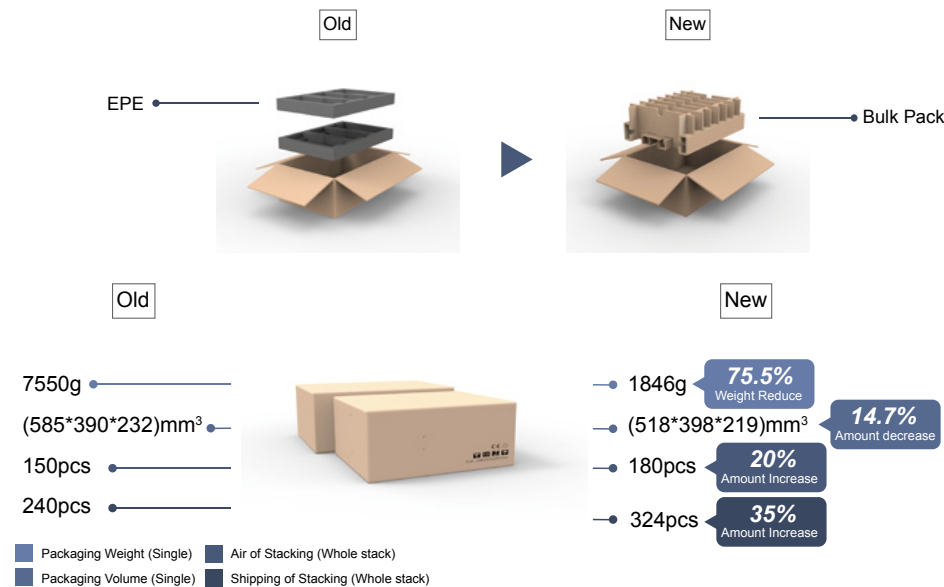 Old
New
EPE
Bulk Pack
Old
New
7550g
1846g
75.5%
Weight Reduce
(585*390*232)mm³
(518*398*219)mm³
14.7%
Amount decrease
150pcs
180pcs
20%
Amount Increase
240pcs
324pcs
35%
Amount Increase
Packaging Weight (Single)
Air of Stacking (Whole stack)
Packaging Volume (Single)
Shipping of Stacking (Whole stack)